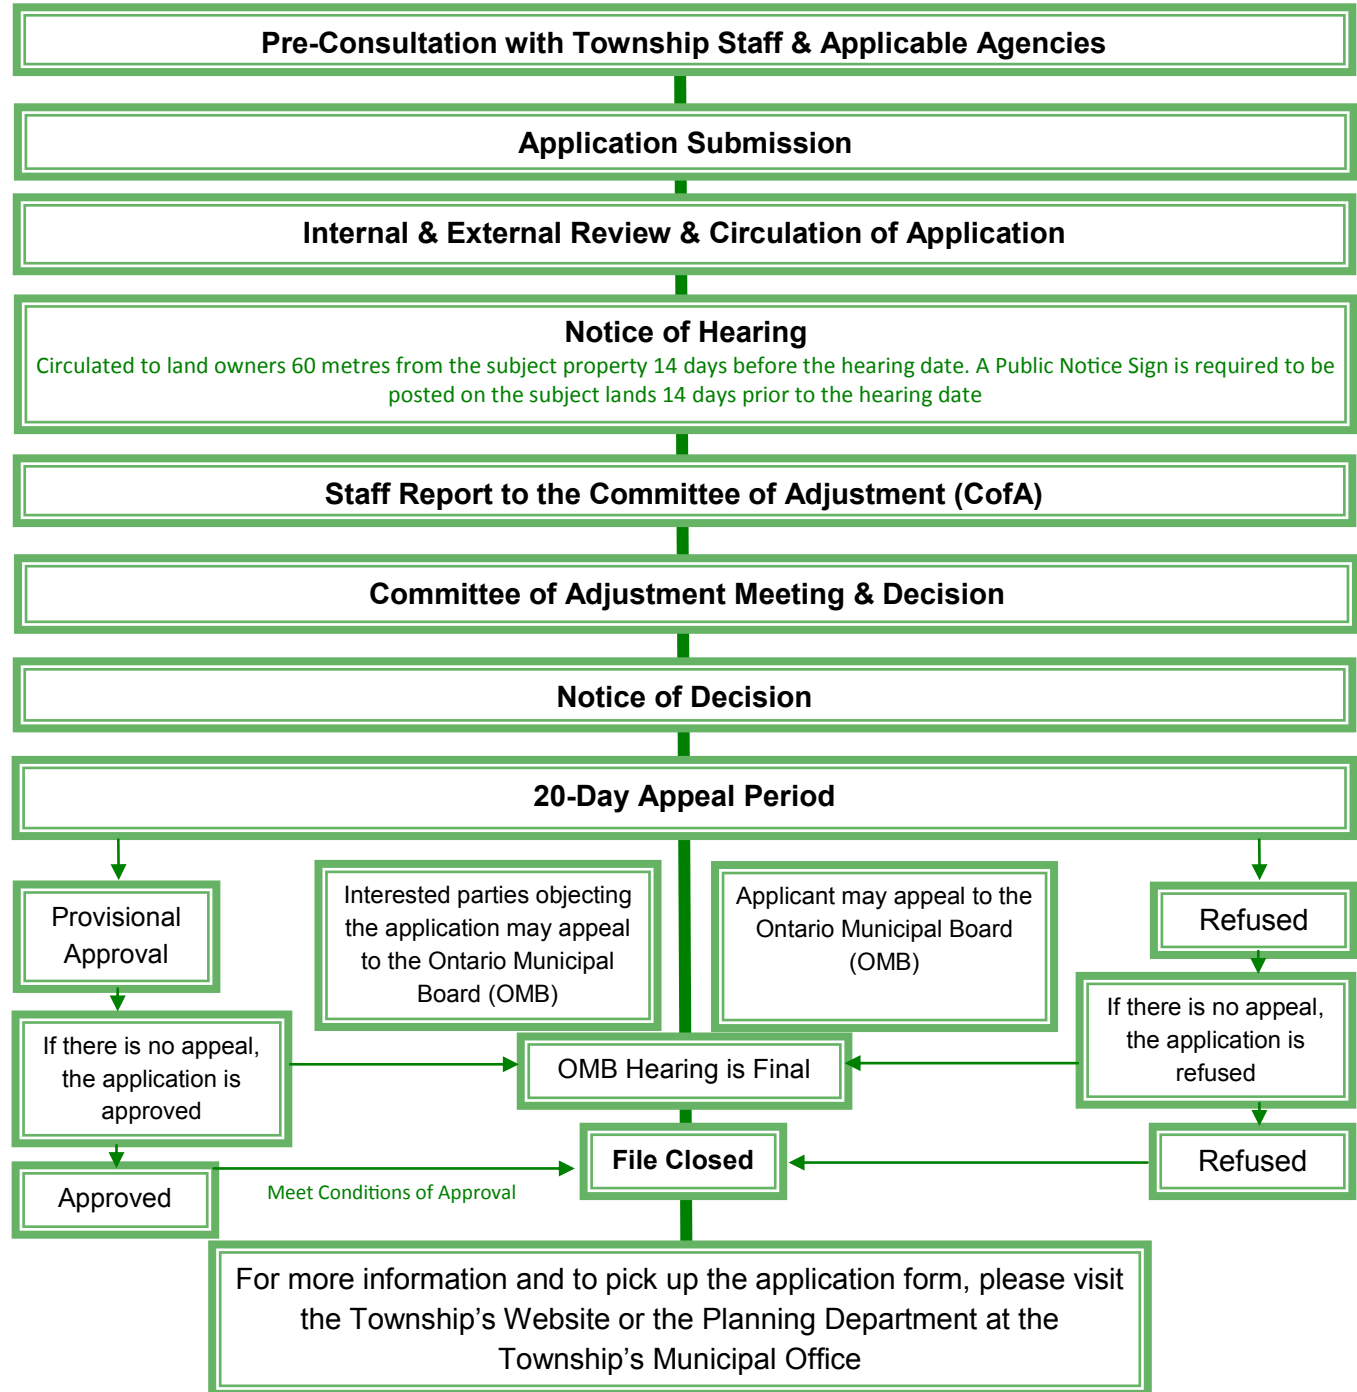 Pre-Consultation with Township Staff & Applicable Agencies
Application Submission
Internal & External Review & Circulation of Application
Notice of Hearing
Circulated to land owners 60 metres from the subject property 14 days before the hearing date. A Public Notice Sign is required to be
posted on the subject lands 14 days prior to the hearing date
Staff Report to the Committee of Adjustment (CofA)
Committee of Adjustment Meeting & Decision
Notice of Decision
20-Day Appeal Period
Provisional
Approval
Interested parties objecting
the application may appeal
to the Ontario Municipal
Board (OMB)
Applicant may appeal to the
Ontario Municipal Board
(OMB)
Refused
If there is no appeal,
the application is
approved
OMB Hearing is Final
If there is no appeal,
the application is
refused
Approved
Meet Conditions of Approval
File Closed
Refused
For more information and to pick up the application form, please visit
the Township’s Website or the Planning Department at the
Township’s Municipal Office